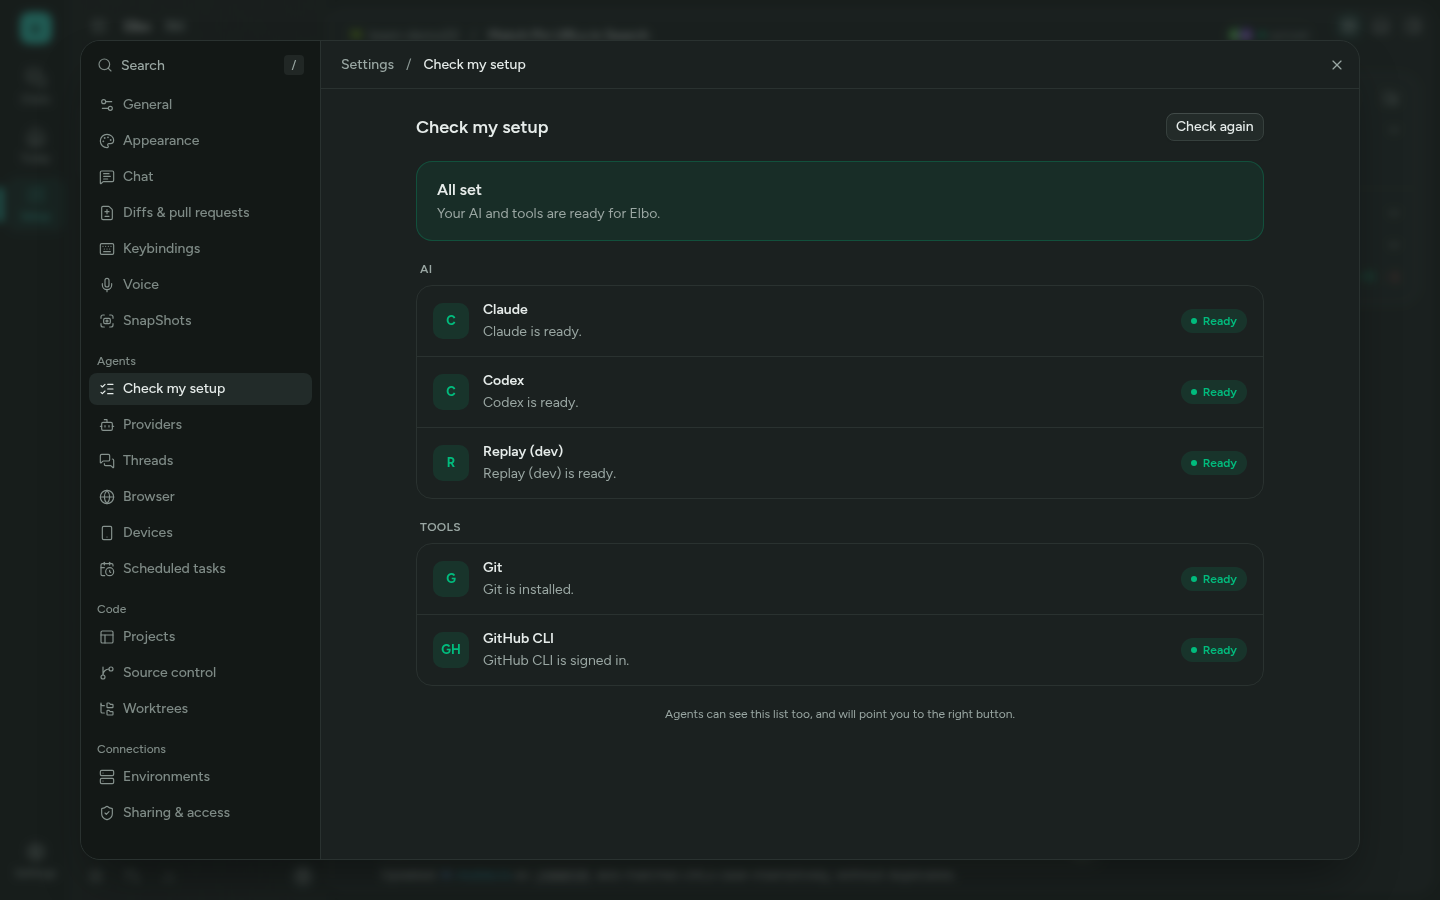 Search /
Settings / Check my setup
General
Appearance
Chat
Diffs & pull requests
Keybindings
Voice
SnapShots
Agents
Check my setup
Providers
Threads
Browser
Devices
Scheduled tasks
Code
Projects
Source control
Worktrees
Connections
Environments
Sharing & access
Check my setup
Check again
All set
Your AI and tools are ready for Elbo.
AI
C
Claude
Claude is ready.
Ready
C
Codex
Codex is ready.
Ready
R
Replay (dev)
Replay (dev) is ready.
Ready
TOOLS
G
Git
Git is installed.
Ready
GH
GitHub CLI
GitHub CLI is signed in.
Ready
Agents can see this list too, and will point you to the right button.